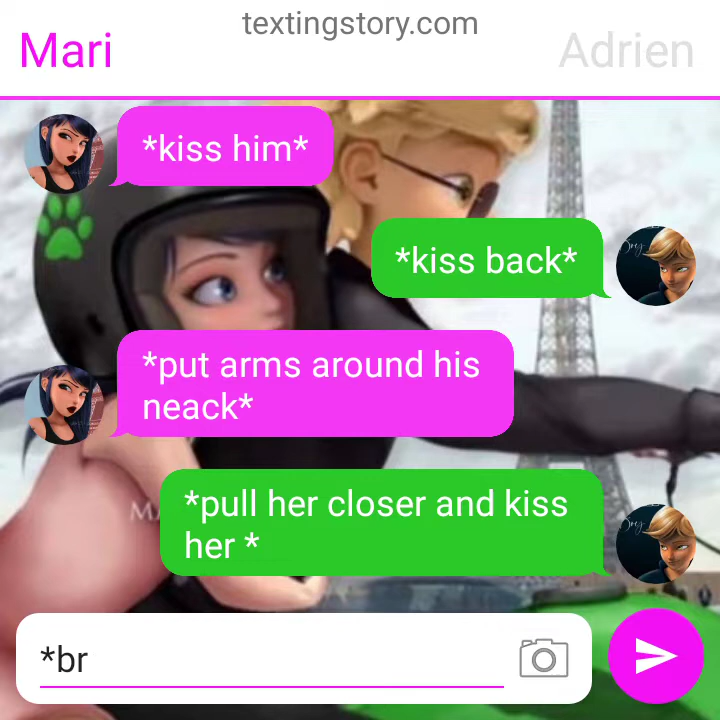 textingstory.com
Mari
Adrien
*kiss him*
*kiss back*
*put arms around his
neack*
*pull her closer and kiss
her *
*br